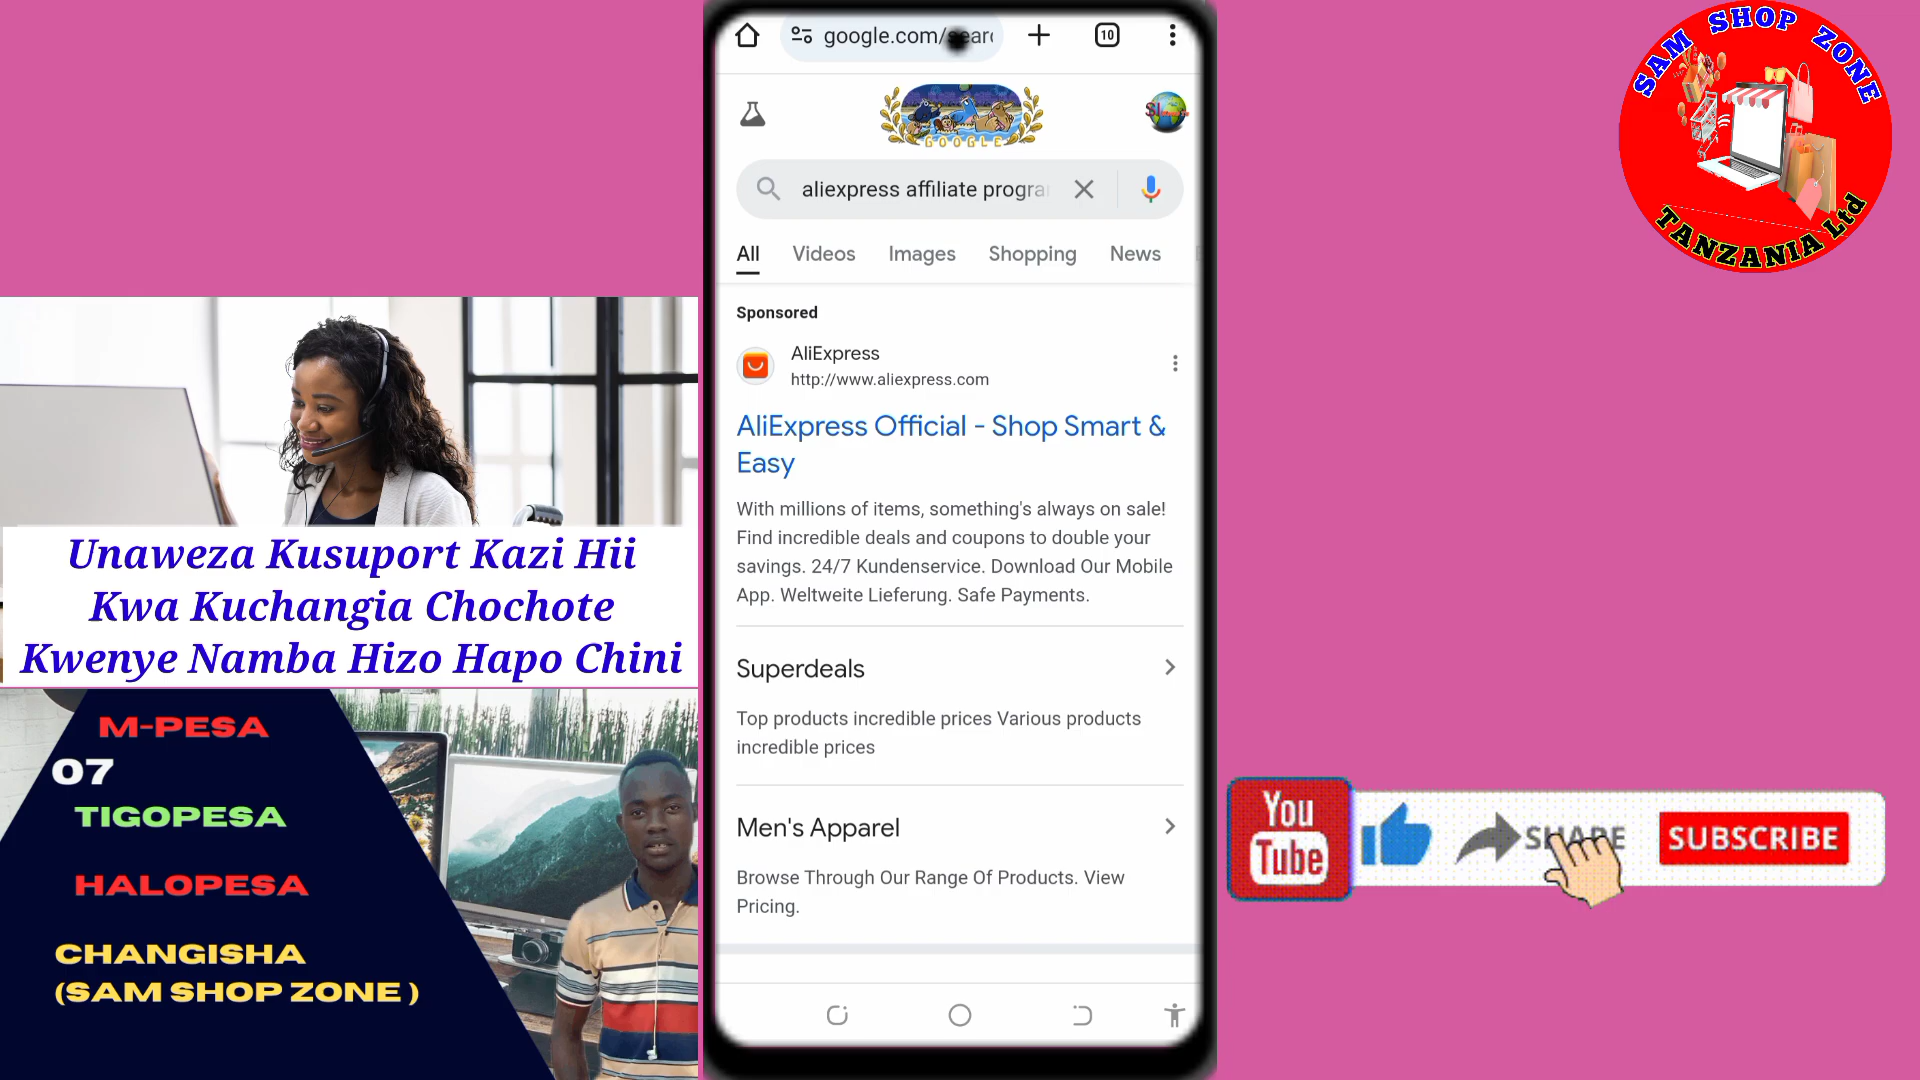 SAM SHOP ZONE
TANZANIA Ltd
google.com/
10
GOOGLE
aliexpress affiliate progra
All
Videos
Images
Shopping
News
Sponsored
AliExpress
http://www.aliexpress.com
AliExpress Official - Shop Smart &
Easy
With millions of items, something's always on sale!
Find incredible deals and coupons to double your
savings. 24/7 Kundenservice. Download Our Mobile
App. Weltweite Lieferung. Safe Payments.
Superdeals
Top products incredible prices Various products
incredible prices
Men's Apparel
Browse Through Our Range Of Products. View
Pricing.
Unaweza Kusuport Kazi Hii
Kwa Kuchangia Chochote
Kwenye Namba Hizo Hapo Chini
M-PESA
07
TIGOPESA
HALOPESA
CHANGISHA
(SAM SHOP ZONE )
You
Tube
SHARE
SUBSCRIBE